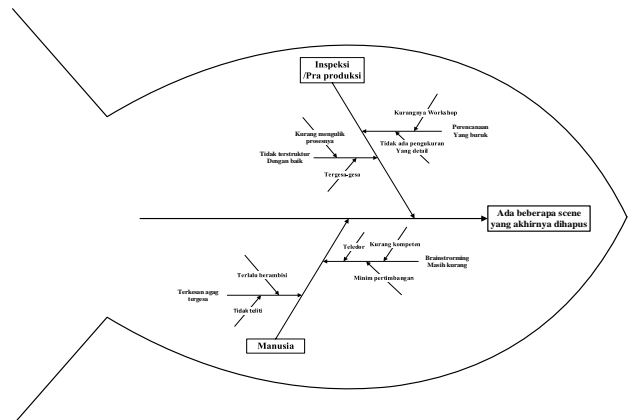 Inspeksi
/Pra produksi
Kurangnya Workshop
Perencanaan
Yang buruk
Kurang mengulik
prosesnya
Tidak ada pengukuran
Yang detail
Tidak terstruktur
Dengan baik
Tergesa-gesa
Ada beberapa scene
yang akhirnya dihapus
Teledor
Kurang kompeten
Brainstrorming
Masih kurang
Terlalu berambisi
Minim pertimbangan
Terkesan agag
tergesa
Tidak teliti
Manusia